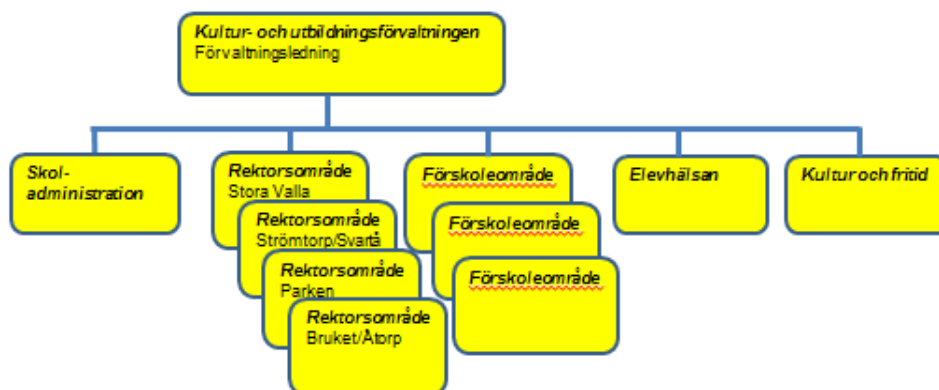 Kultur- och utbildningsförvaltningen
Förvaltningsledning
Skol-
administration
Rektorsområde
Stora Valla
Rektorsområde
Strömtorp/Svartå
Rektorsområde
Parken
Rektorsområde
Bruket/Åtorp
Förskoleområde
Förskoleområde
Förskoleområde
Elevhälsan
Kultur och fritid